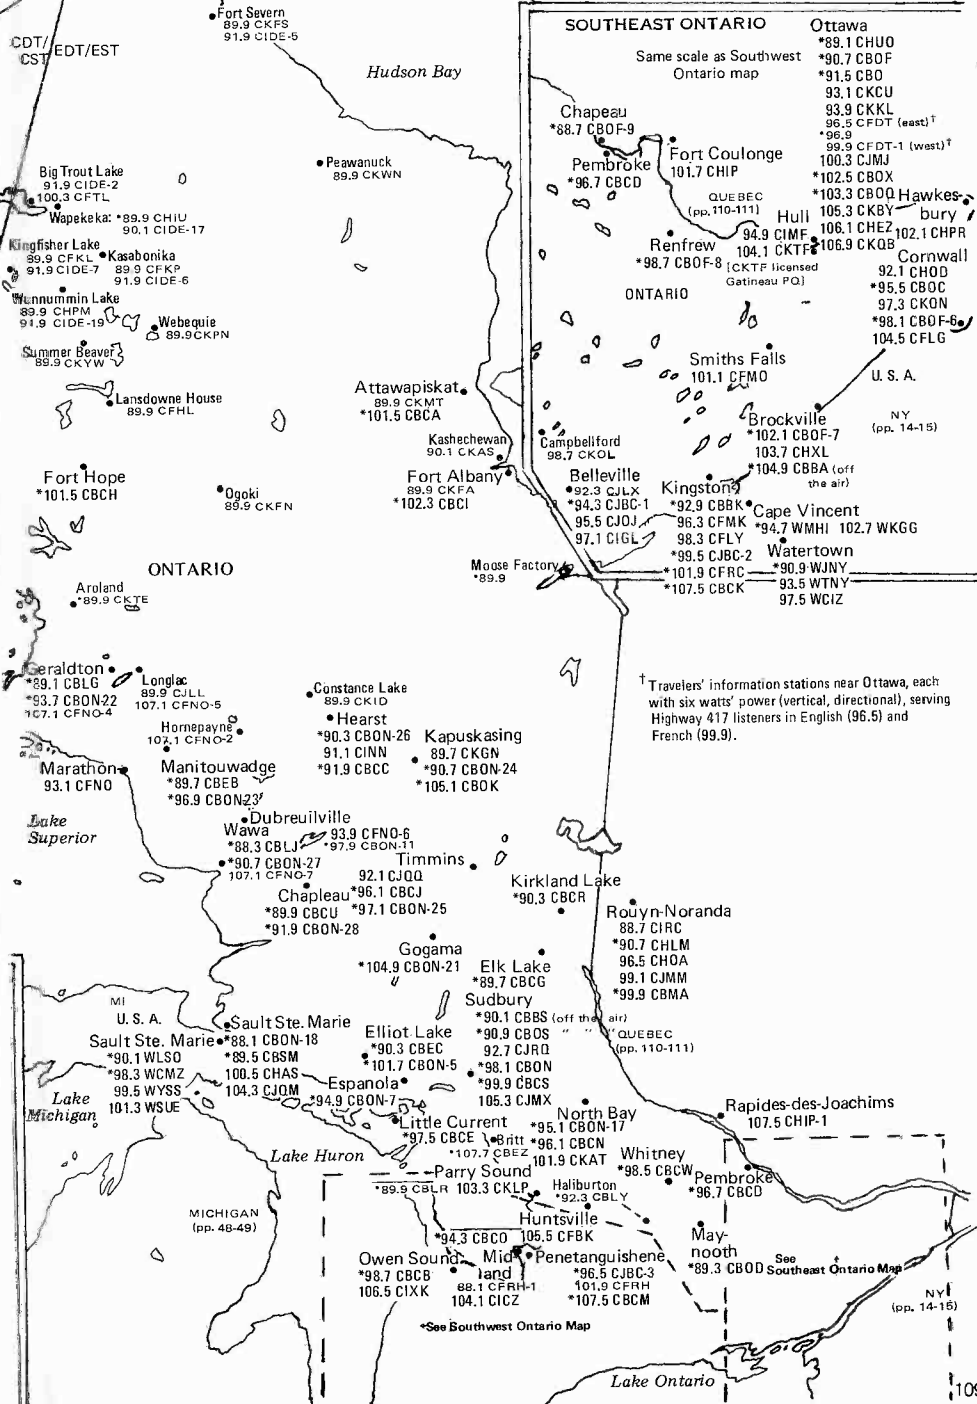 Fort Severn
89.9 CKFS
91.9 CIDE-5
CDT/ EDT/EST
CST
Hudson Bay
Peawanuck
89.9 CKWN
Big Trout Lake
91.9 CIDE-2
100.3 CFTL
Wapekeka: *89.9 CHIU
90.1 CIDE-17
Kingfisher Lake
89.9 CFKL
91.9 CIDE-7
Kasabonika
89.9 CFKP
91.9 CIDE-6
Wunnummin Lake
89.9 CHPM
91.9 CIDE-19
Webequie
89.9 CKPN
Summer Beaver
89.9 CKYW
Lansdowne House
89.9 CFHL
Attawapiskat
89.9 CKMT
*101.5 CBCA
Kashechewan
90.1 CKAS
Fort Albany
89.9 CKFA
*102.3 CBCI
Fort Hope
*101.5 CBCH
Ogoki
89.9 CKFN
ONTARIO
Moose Factory
*89.9
Aroland
*89.9 CKTE
SOUTHEAST ONTARIO
Same scale as Southwest
Ontario map
Ottawa
*89.1 CHUO
*90.7 CBOF
*91.5 CBO
93.1 CKCU
93.9 CKKL
96.5 CFDT (east)†
*96.9
99.9 CFDT-1 (west)†
100.3 CJMJ
*102.5 CBOX
*103.3 CBOQ
105.3 CKBY
106.1 CHEZ
*106.9 CKQB
Chapeau
*88.7 CBOF-9
Pembroke
*96.7 CBCD
Fort Coulonge
101.7 CHIP
QUEBEC
(pp. 110-111)
Hull
94.9 CIMF
104.1 CKTF
[CKTF licensed
Gatineau PQ]
Hawkes-
bury
102.1 CHPR
Renfrew
*98.7 CBOF-8
ONTARIO
Cornwall
92.1 CHOD
*95.5 CBOC
97.3 CKON
*98.1 CBOF-6
104.5 CFLG
Smiths Falls
101.1 CFMO
U. S. A.
NY
(pp. 14-15)
Brockville
*102.1 CBOF-7
103.7 CHXL
*104.9 CBBA (off
the air)
Campbellford
98.7 CKOL
Belleville
92.3 CJLX
*94.3 CJBC-1
95.5 CJOJ
97.1 CIGL
Kingston
*92.9 CBBK
96.3 CFMK
98.3 CFLY
*99.5 CJBC-2
*101.9 CFRC
*107.5 CBCK
Cape Vincent
*94.7 WMHI 102.7 WKGG
Watertown
*90.9 WJNY
93.5 WTNY
97.5 WCIZ
† Travelers' information stations near Ottawa, each
with six watts' power (vertical, directional), serving
Highway 417 listeners in English (96.5) and
French (99.9).
Geraldton
*89.1 CBLG
*93.7 CBON-22
107.1 CFNO-4
Longlac
89.9 CJLL
107.1 CFNO-5
Constance Lake
89.9 CKID
Hearst
*90.3 CBON-26
91.1 CINN
*91.9 CBCC
Hornepayne
107.1 CFNO-2
Kapuskasing
89.7 CKGN
*90.7 CBON-24
*105.1 CBOK
Marathon
93.1 CFNO
Manitouwadge
*89.7 CBEB
*96.9 CBON-23
Lake
Superior
Dubreuilville
93.9 CFNO-6
*97.9 CBON-11
Wawa
*88.3 CBLJ
*90.7 CBON-27
107.1 CFNO-7
Timmins
92.1 CJQQ
*96.1 CBCJ
*97.1 CBON-25
Chapleau
*89.9 CBCU
*91.9 CBON-28
Kirkland Lake
*90.3 CBCR
Rouyn-Noranda
88.7 CIRC
*90.7 CHLM
96.5 CHOA
99.1 CJMM
*99.9 CBMA
Gogama
*104.9 CBON-21
Elk Lake
*89.7 CBCG
MI
U. S. A.
Sault Ste. Marie
*90.1 WLSO
*98.3 WCMZ
99.5 WYSS
101.3 WSUE
Sault Ste. Marie
*88.1 CBON-18
*89.5 CBSM
100.5 CHAS
104.3 CJQM
Elliot Lake
*90.3 CBEC
*101.7 CBON-5
Sudbury
*90.1 CBBS (off the air)
*90.9 CBOS " " "
92.7 CJRQ
*98.1 CBON
*99.9 CBCS
105.3 CJMX
QUEBEC
(pp. 110-111)
Espanola
*94.9 CBON-7
Lake
Michigan
Little Current
*97.5 CBCE
Britt
*107.7 CBEZ
North Bay
*95.1 CBON-17
*96.1 CBCN
101.9 CKAT
Rapides-des-Joachims
107.5 CHIP-1
Lake Huron
Parry Sound
*89.9 CBLR 103.3 CKLP
Whitney
*98.5 CBCW
Pembroke
*96.7 CBCD
Haliburton
*92.3 CBLY
MICHIGAN
(pp. 48-49)
Huntsville
*94.3 CBCO 105.5 CFBK
Owen Sound
*98.7 CBCB
106.5 CIXK
Mid-
land
88.1 CFRH-1
104.1 CICZ
Penetanguishene
*96.5 CJBC-3
101.9 CFRH
*107.5 CBCM
May-
nooth
*89.3 CBOD
See
Southeast Ontario Map
NY
(pp. 14-15)
*See Southwest Ontario Map
Lake Ontario
109